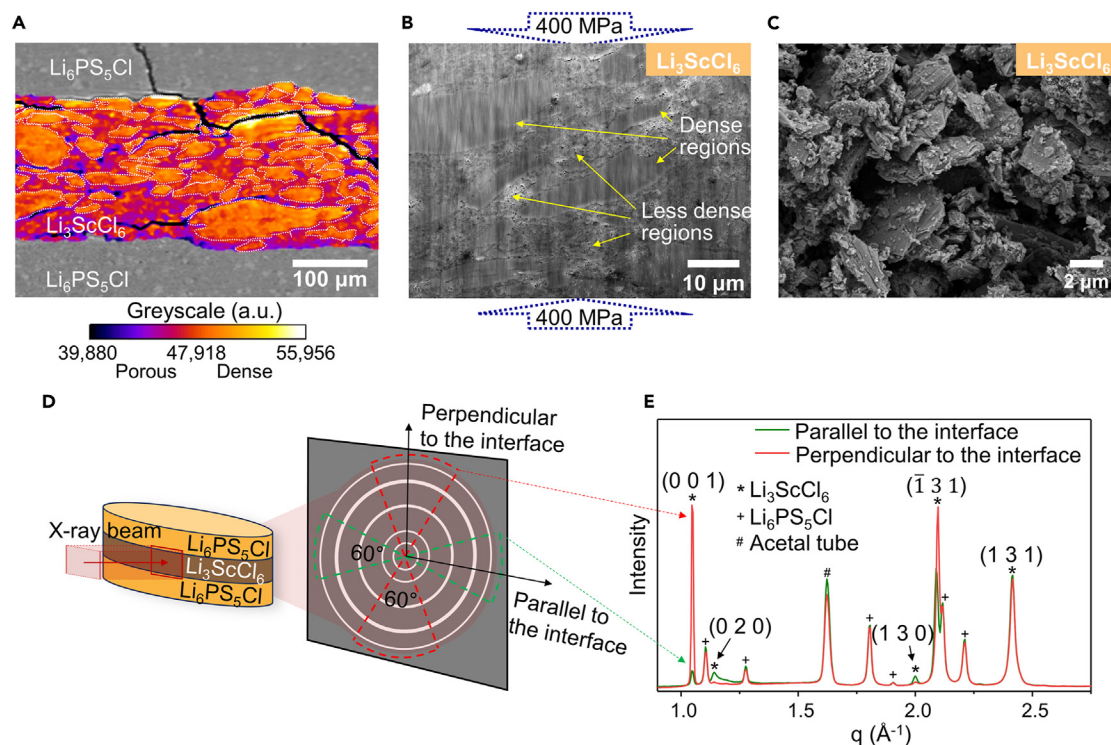 A
Li₆PS₅Cl
Li₃ScCl₆
Li₆PS₅Cl
100 µm
Greyscale (a.u.)
39,880 47,918 55,956
Porous Dense
B
400 MPa
Li₃ScCl₆
Dense
regions
Less dense
regions
10 µm
400 MPa
C
Li₃ScCl₆
2 µm
D
Perpendicular
to the interface
X-ray beam
Li₆PS₅Cl
Li₃ScCl₆
Li₆PS₅Cl
60°
60°
Parallel to
the interface
E
Parallel to the interface
Perpendicular to the interface
(0 0 1)
*
* Li₃ScCl₆
+ Li₆PS₅Cl
# Acetal tube
(1̄ 3 1)
*
(1 3 1)
*
#
+
(0 2 0)
*
+
+
(1 3 0)
+
*
+
+
Intensity
1.0 1.5 2.0 2.5
q (Å⁻¹)